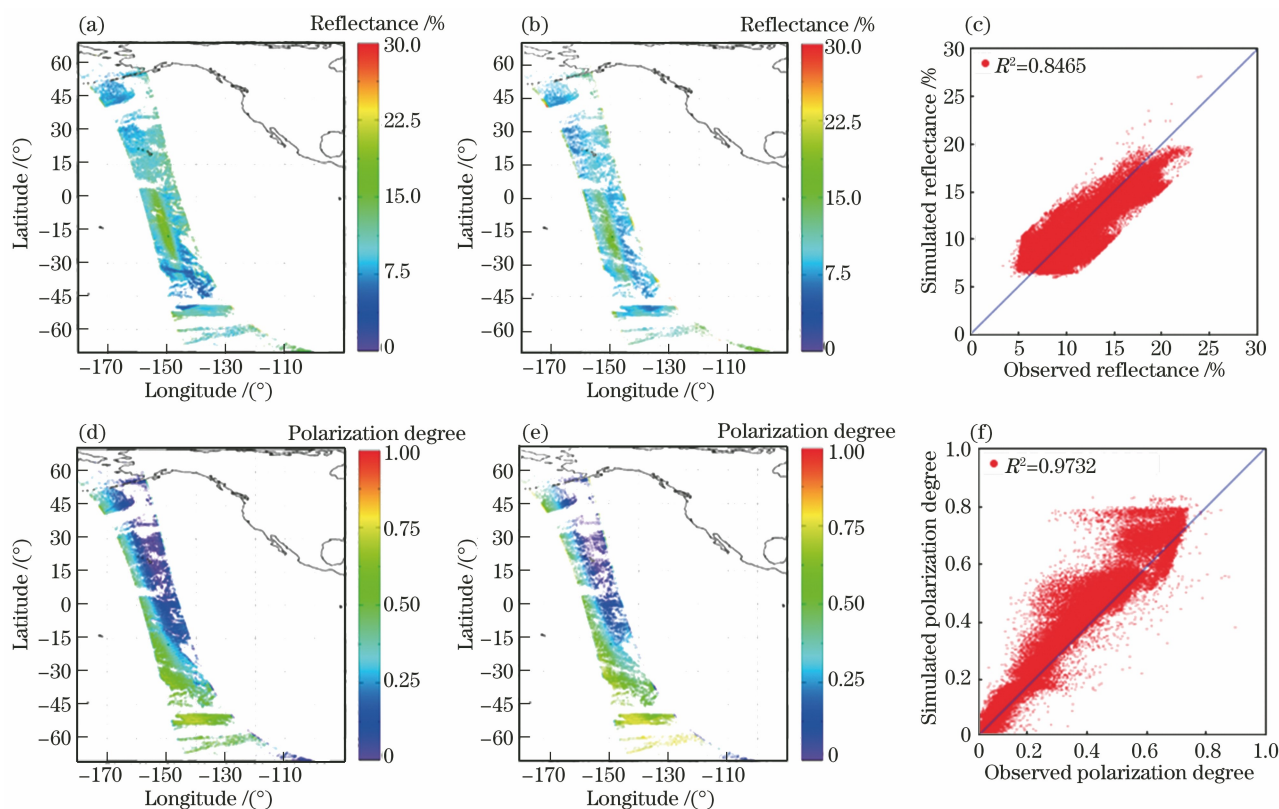 (a)
Reflectance /%
30.0
22.5
15.0
7.5
0
60
45
30
15
0
−15
−30
−45
−60
Latitude /(°)
−170 −150 −130 −110
Longitude /(°)
(b)
Reflectance /%
30.0
22.5
15.0
7.5
0
60
45
30
15
0
−15
−30
−45
−60
Latitude /(°)
−170 −150 −130 −110
Longitude /(°)
(c)
R²=0.8465
30
25
20
15
10
5
0
Simulated reflectance /%
0 5 10 15 20 25 30
Observed reflectance /%
(d)
Polarization degree
1.00
0.75
0.50
0.25
0
60
45
30
15
0
−15
−30
−45
−60
Latitude /(°)
−170 −150 −130 −110
Longitude /(°)
(e)
Polarization degree
1.00
0.75
0.50
0.25
0
60
45
30
15
0
−15
−30
−45
−60
Latitude /(°)
−170 −150 −130 −110
Longitude /(°)
(f)
R²=0.9732
1.0
0.8
0.6
0.4
0.2
0
Simulated polarization degree
0 0.2 0.4 0.6 0.8 1.0
Observed polarization degree